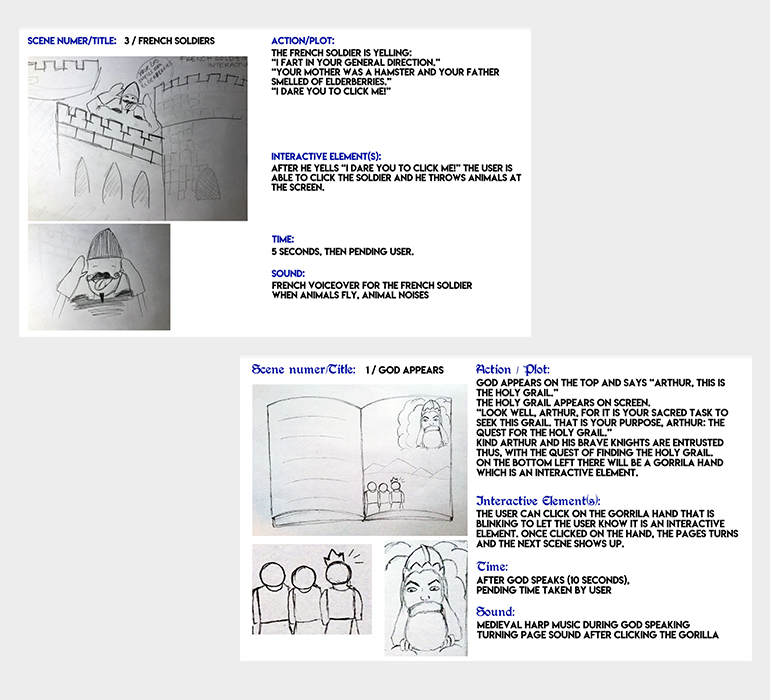 SCENE NUMER/TITLE: 3 / FRENCH SOLDIERS
ACTION/PLOT:
THE FRENCH SOLDIER IS YELLING:
“I FART IN YOUR GENERAL DIRECTION.”
“YOUR MOTHER WAS A HAMSTER AND YOUR FATHER
SMELLED OF ELDERBERRIES.”
“I DARE YOU TO CLICK ME!”
INTERACTIVE ELEMENT(S):
AFTER HE YELLS “I DARE YOU TO CLICK ME!” THE USER IS
ABLE TO CLICK THE SOLDIER AND HE THROWS ANIMALS AT
THE SCREEN.
TIME:
5 SECONDS, THEN PENDING USER.
SOUND:
FRENCH VOICEOVER FOR THE FRENCH SOLDIER
WHEN ANIMALS FLY, ANIMAL NOISES
Scene numer/Title: 1 / GOD APPEARS
Action / Plot:
GOD APPEARS ON THE TOP AND SAYS “ARTHUR, THIS IS
THE HOLY GRAIL.”
THE HOLY GRAIL APPEARS ON SCREEN.
“LOOK WELL, ARTHUR, FOR IT IS YOUR SACRED TASK TO
SEEK THIS GRAIL. THAT IS YOUR PURPOSE, ARTHUR: THE
QUEST FOR THE HOLY GRAIL.”
KIND ARTHUR AND HIS BRAVE KNIGHTS ARE ENTRUSTED
THUS, WITH THE QUEST OF FINDING THE HOLY GRAIL.
ON THE BOTTOM LEFT THERE WILL BE A GORRILA HAND
WHICH IS AN INTERACTIVE ELEMENT.
Interactive Element(s):
THE USER CAN CLICK ON THE GORRILA HAND THAT IS
BLINKING TO LET THE USER KNOW IT IS AN INTERACTIVE
ELEMENT. ONCE CLICKED ON THE HAND, THE PAGES TURNS
AND THE NEXT SCENE SHOWS UP.
Time:
AFTER GOD SPEAKS (10 SECONDS),
PENDING TIME TAKEN BY USER
Sound:
MEDIEVAL HARP MUSIC DURING GOD SPEAKING
TURNING PAGE SOUND AFTER CLICKING THE GORILLA